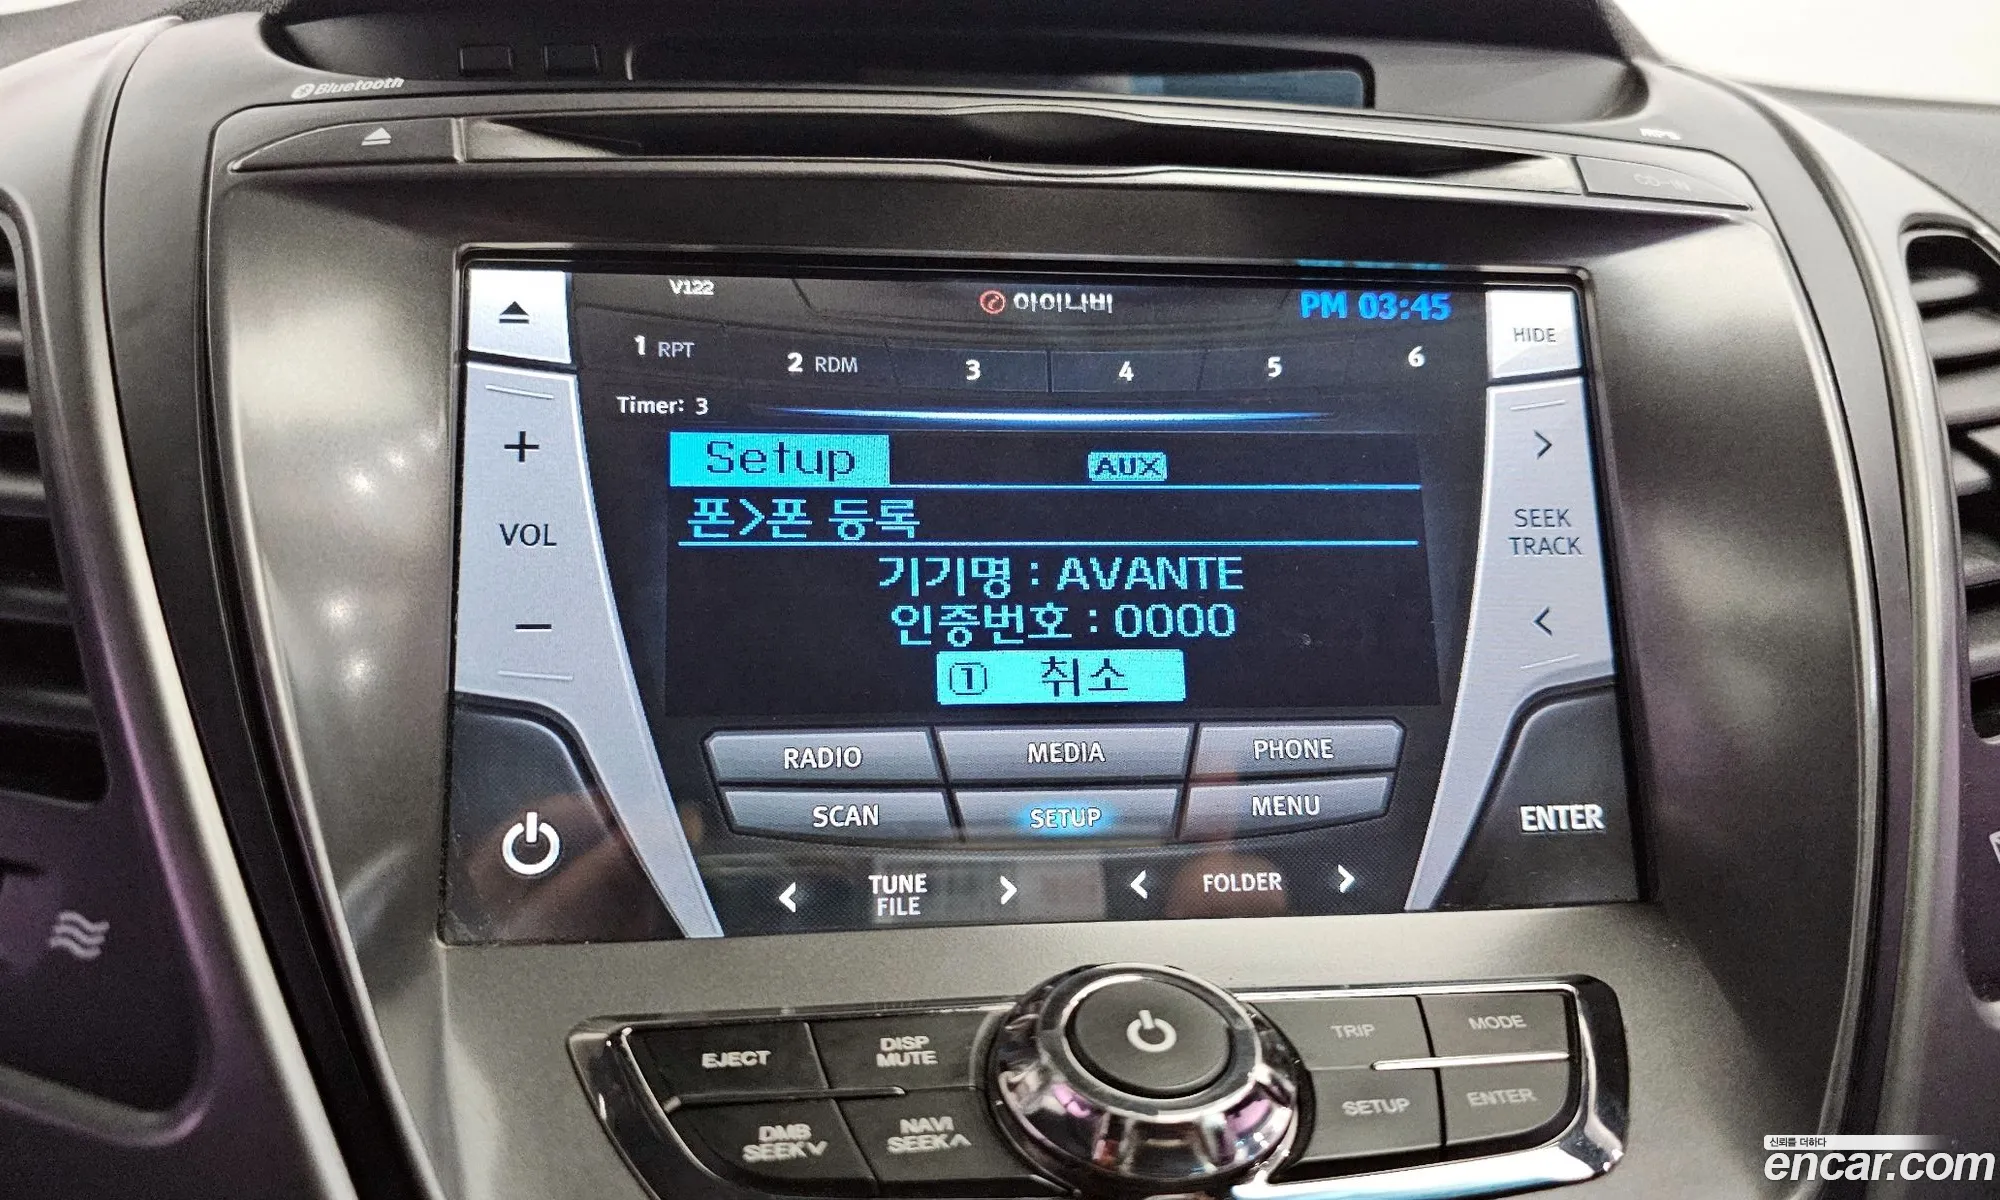 Bluetooth
MP3
CD-IN
V122
아이나비
PM 03:45
HIDE
1 RPT
2 RDM
3
4
5
6
Timer: 3
Setup
AUX
폰>폰 등록
기기명 : AVANTE
인증번호 : 0000
① 취소
+
VOL
−
>
SEEK
TRACK
<
RADIO
MEDIA
PHONE
SCAN
SETUP
MENU
ENTER
< TUNE FILE >
< FOLDER >
EJECT
DISP
MUTE
TRIP
MODE
DMB
SEEK∨
NAVI
SEEK∧
SETUP
ENTER
신뢰를 더하다
encar.com